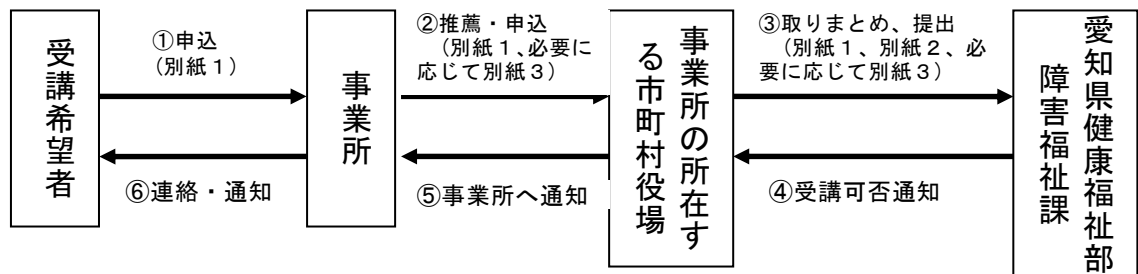 受講希望者
①申込
（別紙１）
事業所
②推薦・申込
（別紙１、必要に
応じて別紙３）
事業所の所在す
る市町村役場
③取りまとめ、提出
（別紙１、別紙２、必
要に応じて別紙３）
愛知県健康福祉部
障害福祉課
⑥連絡・通知
⑤事業所へ通知
④受講可否通知